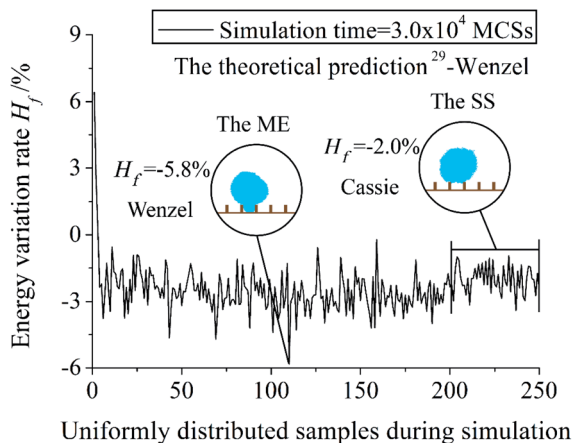 Simulation time=3.0x10⁴ MCSs
The theoretical prediction²⁹-Wenzel
The ME
H_f=-5.8%
Wenzel
The SS
H_f=-2.0%
Cassie
Energy variation rate H_f/%
9
6
3
0
-3
-6
0
50
100
150
200
250
Uniformly distributed samples during simulation